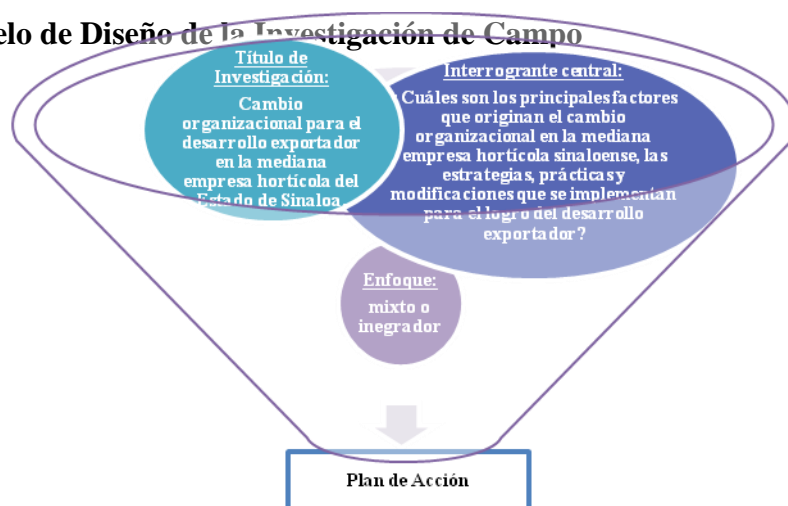 elo de Diseño de la Investigación de Campo
Título de
Investigación:
Cambio
organizacional para el
desarrollo exportador
en la mediana
empresa hortícola del
Estado de Sinaloa.
Interrogante central:
Cuáles son los principales factores
que originan el cambio
organizacional en la mediana
empresa hortícola sinaloense, las
estrategias, prácticas y
modificaciones que se implementan
para el logro del desarrollo
exportador?
Enfoque:
mixto o
inegrador
Plan de Acción